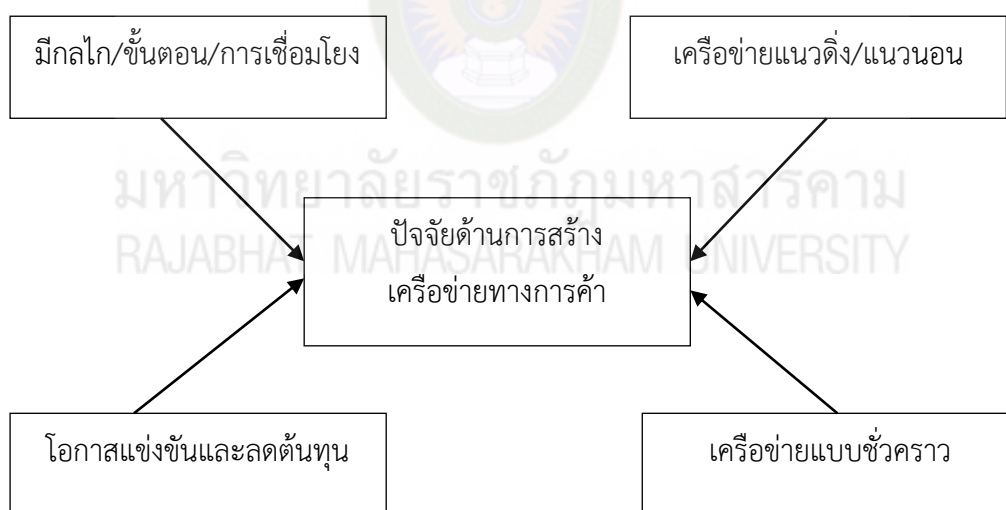 มีกลไก/ขั้นตอน/การเชื่อมโยง
เครือข่ายแนวดิ่ง/แนวนอน
มหาวิทยาลัยราชภัฏมหาสารคาม
RAJABHAT MAHASARAKHAM UNIVERSITY
ปัจจัยด้านการสร้าง
เครือข่ายทางการค้า
โอกาสแข่งขันและลดต้นทุน
เครือข่ายแบบชั่วคราว